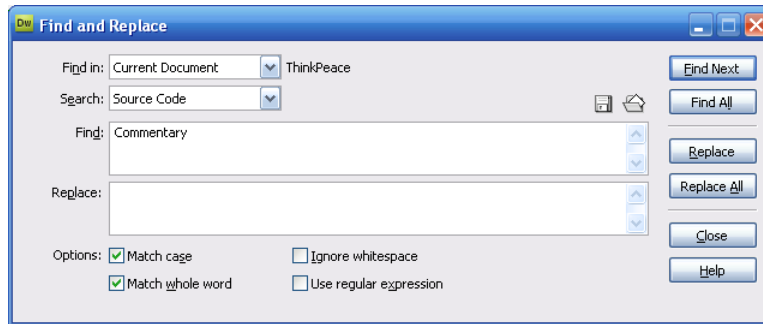 Dw Find and Replace
Find in: Current Document ThinkPeace Find Next
Search: Source Code Find All
Find: Commentary
Replace
Replace: Replace All
Close
Options: Match case Ignore whitespace
Help
Match whole word Use regular expression